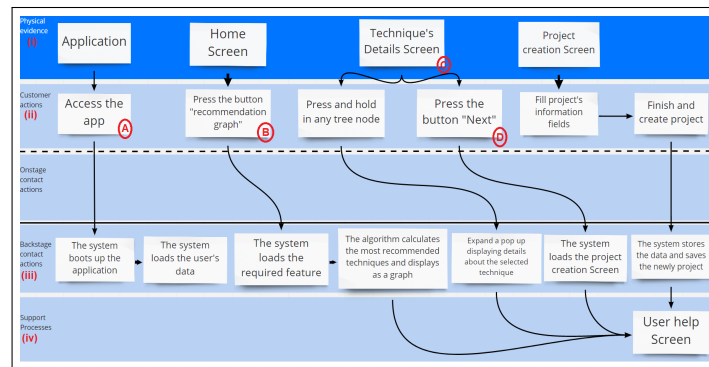 Physical
evidence
(i)
Application
Home
Screen
Technique's
Details Screen
C
Project
creation Screen
Customer
actions
(ii)
Access the
app
A
Press the button
"recommendation
graph"
B
Press and hold
in any tree node
Press the
button "Next"
D
Fill project's
information
fields
Finish and
create project
Onstage
contact
actions
Backstage
contact
actions
(iii)
The system
boots up the
application
The system
loads the user's
data
The system
loads the
required feature
The algorithm calculates
the most recommended
techniques and displays
as a graph
Expand a pop up
displaying details
about the selected
technique
The system
loads the project
creation Screen
The system stores
the data and saves
the newly project
Support
Processes
(iv)
User help
Screen